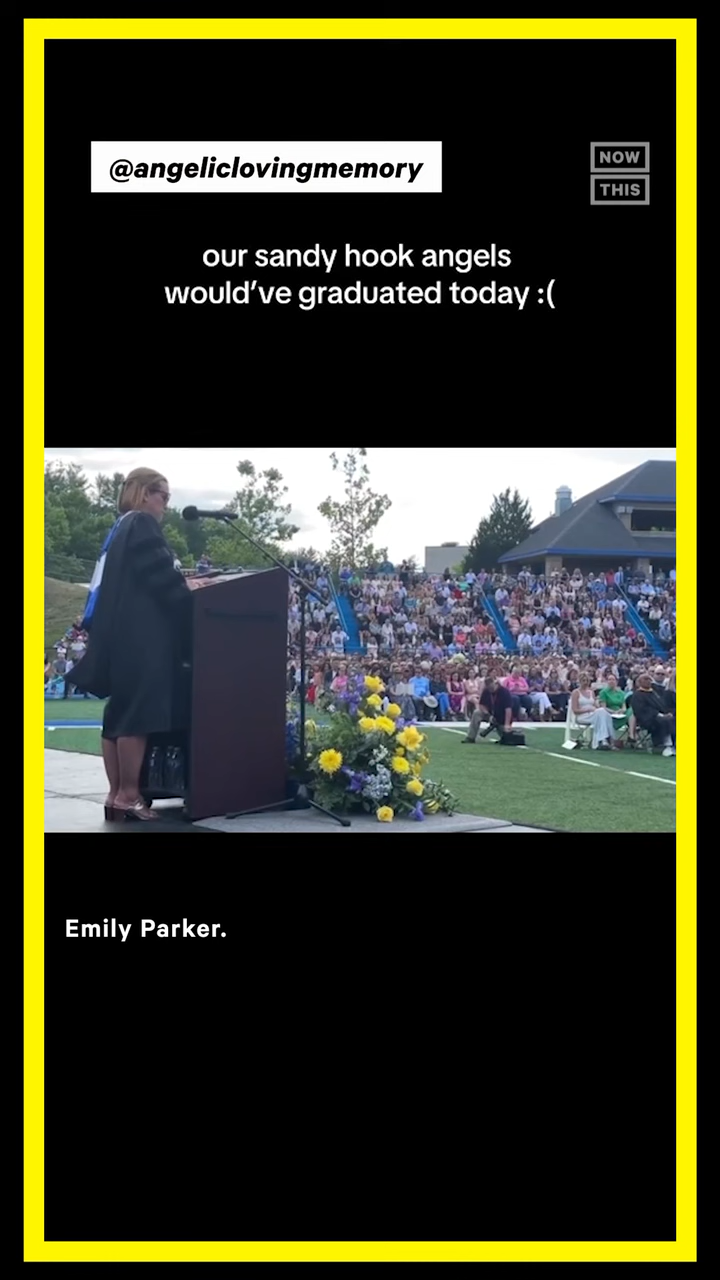 @angeliclovingmemory
NOW
THIS
our sandy hook angels
would've graduated today :(
Emily Parker.